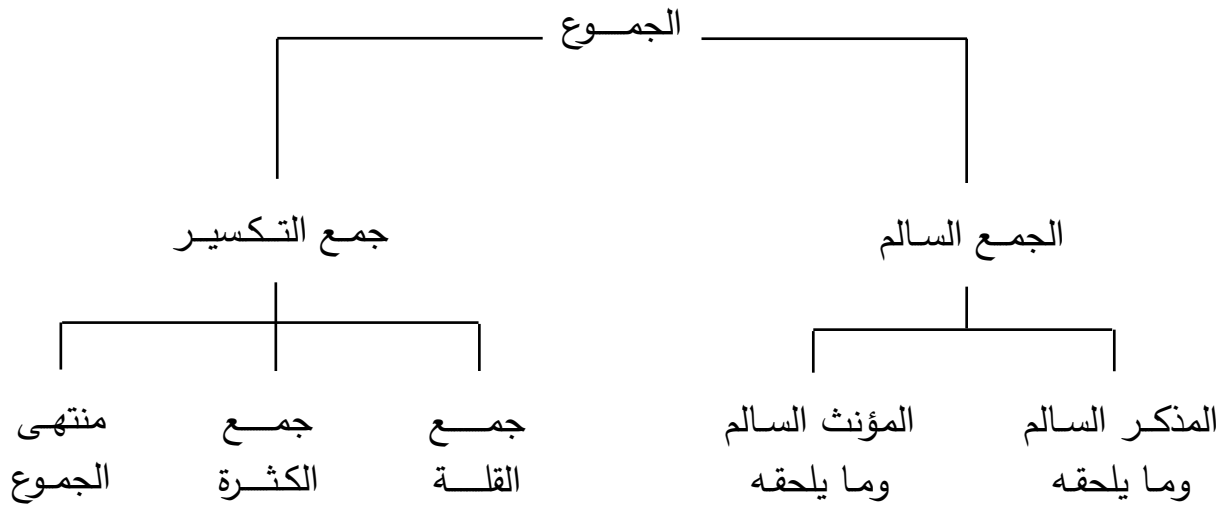 الجموع
الجمع السالم
جمع التكسير
المذكر السالم
وما يلحقه
المؤنث السالم
وما يلحقه
جمع
القلة
جمع
الكثرة
منتهى
الجموع